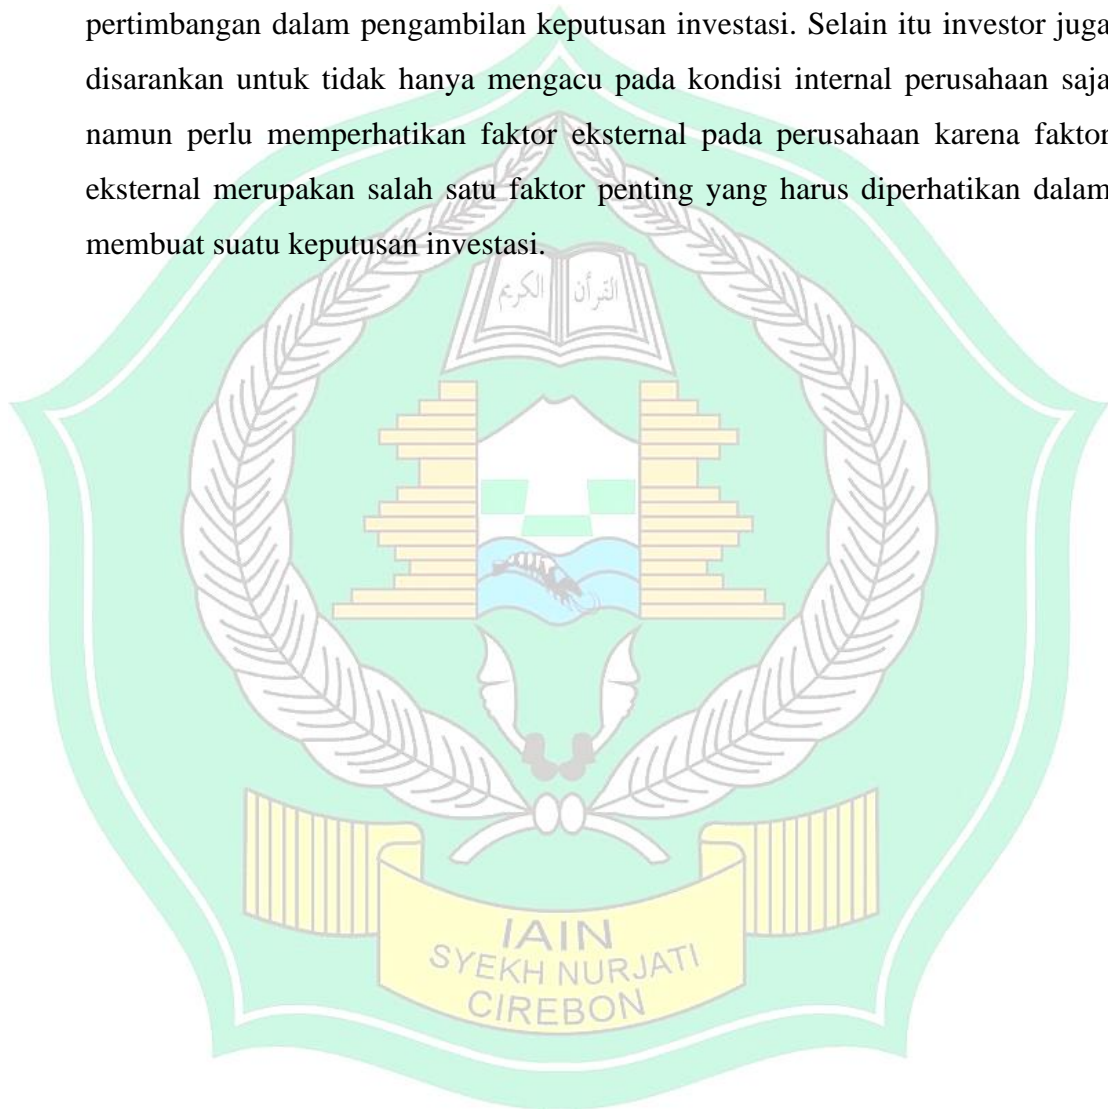 pertimbangan dalam pengambilan keputusan investasi. Selain itu investor juga
disarankan untuk tidak hanya mengacu pada kondisi internal perusahaan saja
namun perlu memperhatikan faktor eksternal pada perusahaan karena faktor
eksternal merupakan salah satu faktor penting yang harus diperhatikan dalam
membuat suatu keputusan investasi.
القرأن الكريم
IAIN
SYEKH NURJATI
CIREBON